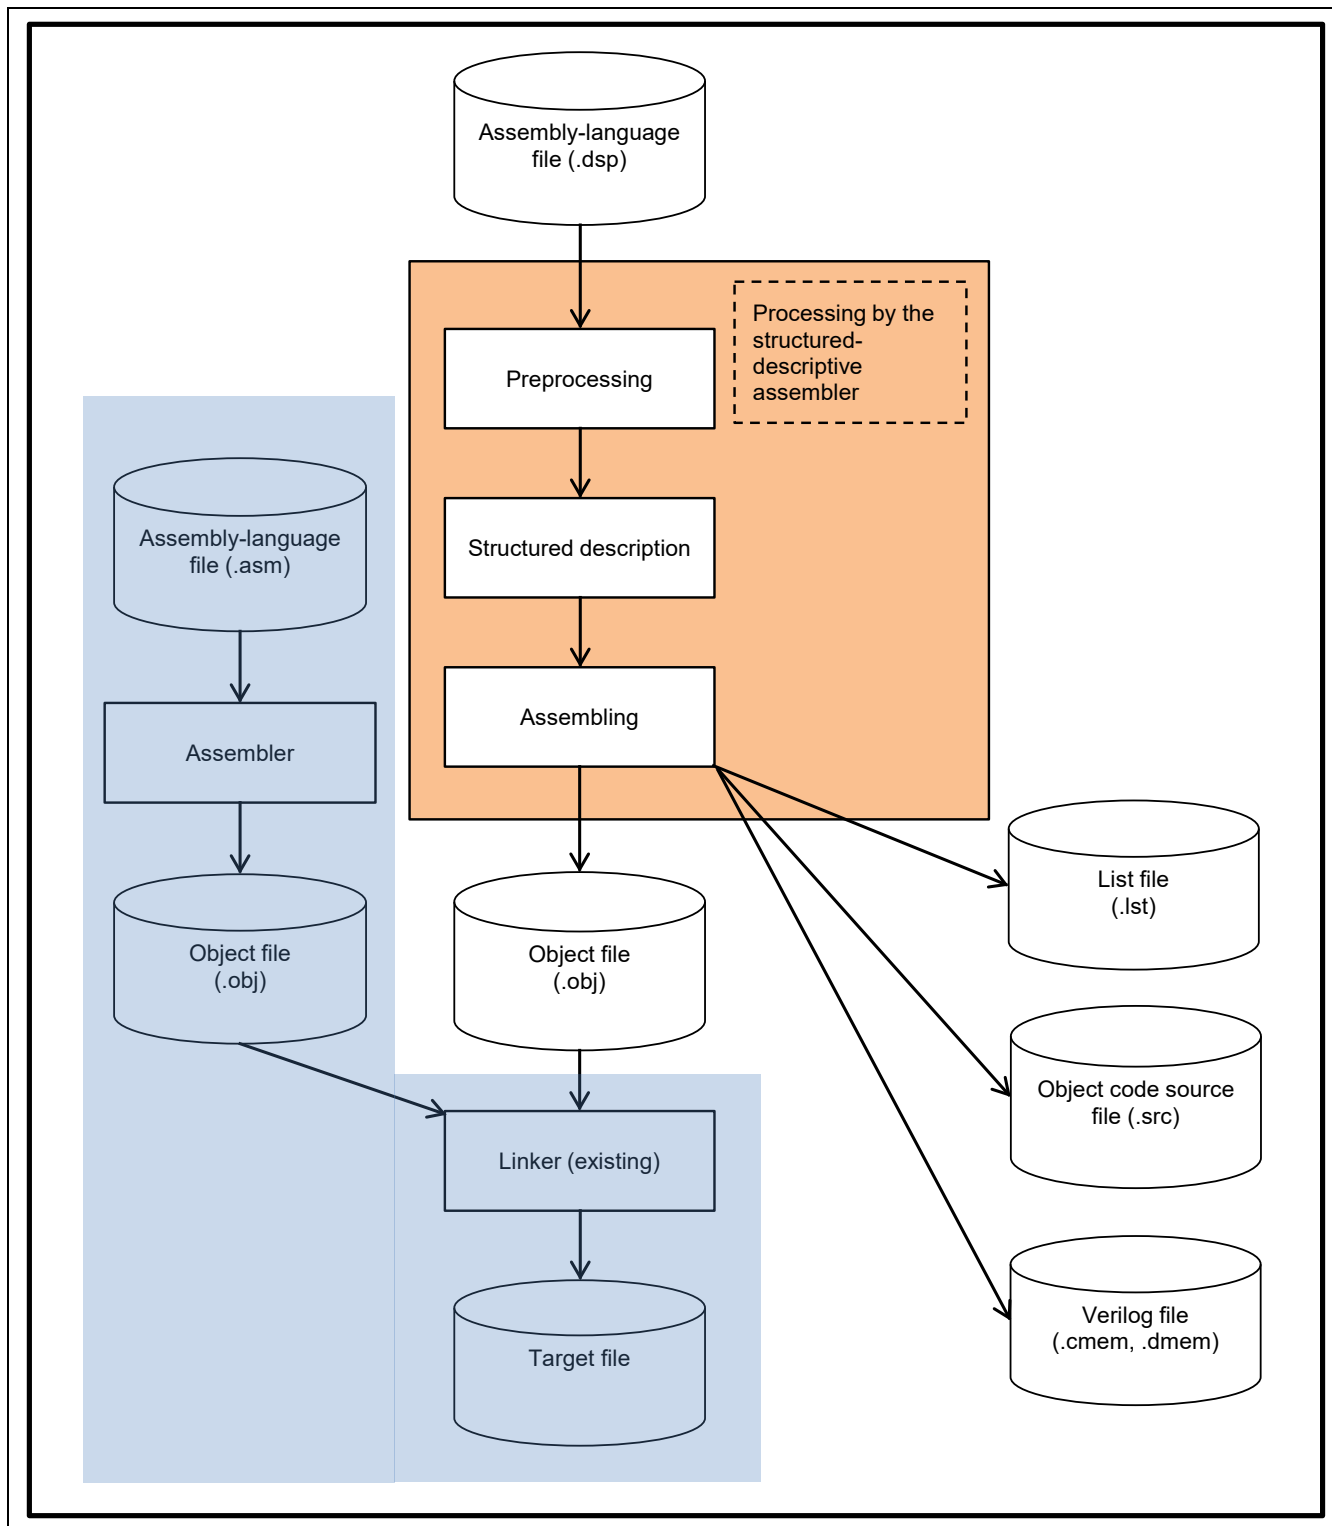 Assembly-language
file (.dsp)
Processing by the
structured-
descriptive
assembler
Preprocessing
Structured description
Assembly-language
file (.asm)
Assembling
Assembler
List file
(.lst)
Object file
(.obj)
Object file
(.obj)
Object code source
file (.src)
Linker (existing)
Verilog file
(.cmem, .dmem)
Target file